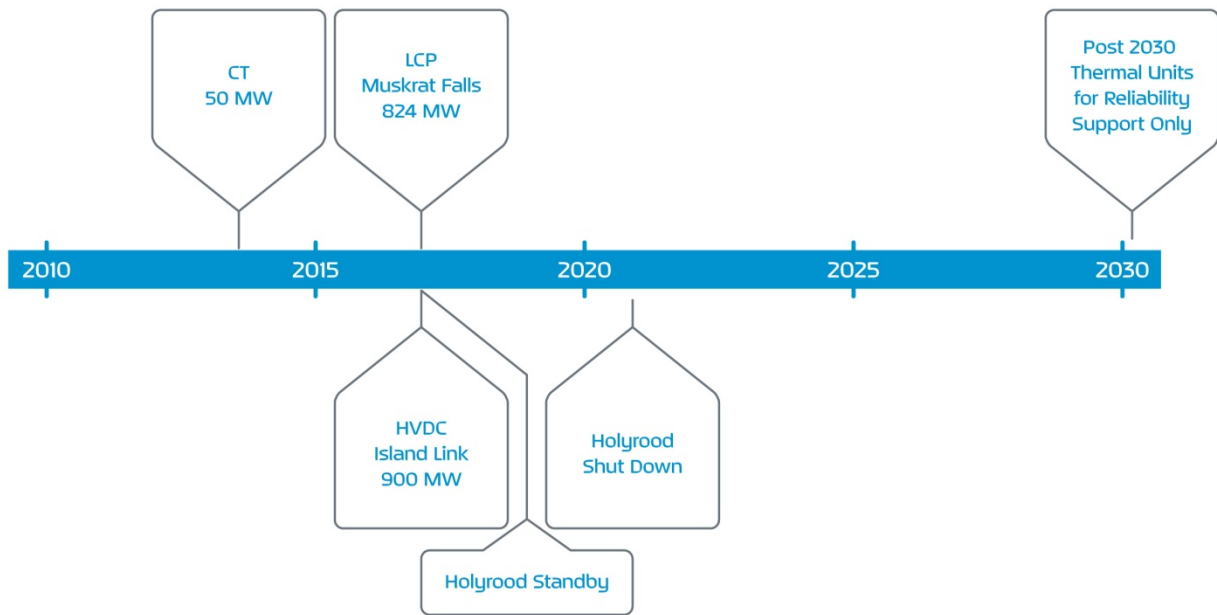 CT
50 MW
LCP
Muskrat Falls
824 MW
Post 2030
Thermal Units
for Reliability
Support Only
2010
2015
2020
2025
2030
HVDC
Island Link
900 MW
Holyrood
Shut Down
Holyrood Standby